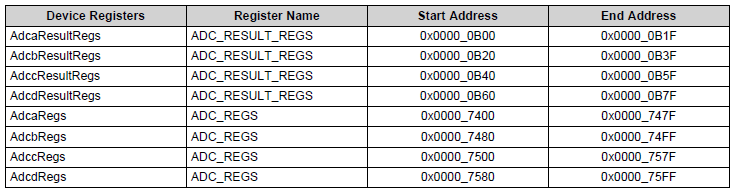 Device Registers Register Name Start Address End Address
AdcaResultRegs ADC_RESULT_REGS 0x0000_0B00 0x0000_0B1F
AdcbResultRegs ADC_RESULT_REGS 0x0000_0B20 0x0000_0B3F
AdccResultRegs ADC_RESULT_REGS 0x0000_0B40 0x0000_0B5F
AdcdResultRegs ADC_RESULT_REGS 0x0000_0B60 0x0000_0B7F
AdcaRegs ADC_REGS 0x0000_7400 0x0000_747F
AdcbRegs ADC_REGS 0x0000_7480 0x0000_74FF
AdccRegs ADC_REGS 0x0000_7500 0x0000_757F
AdcdRegs ADC_REGS 0x0000_7580 0x0000_75FF